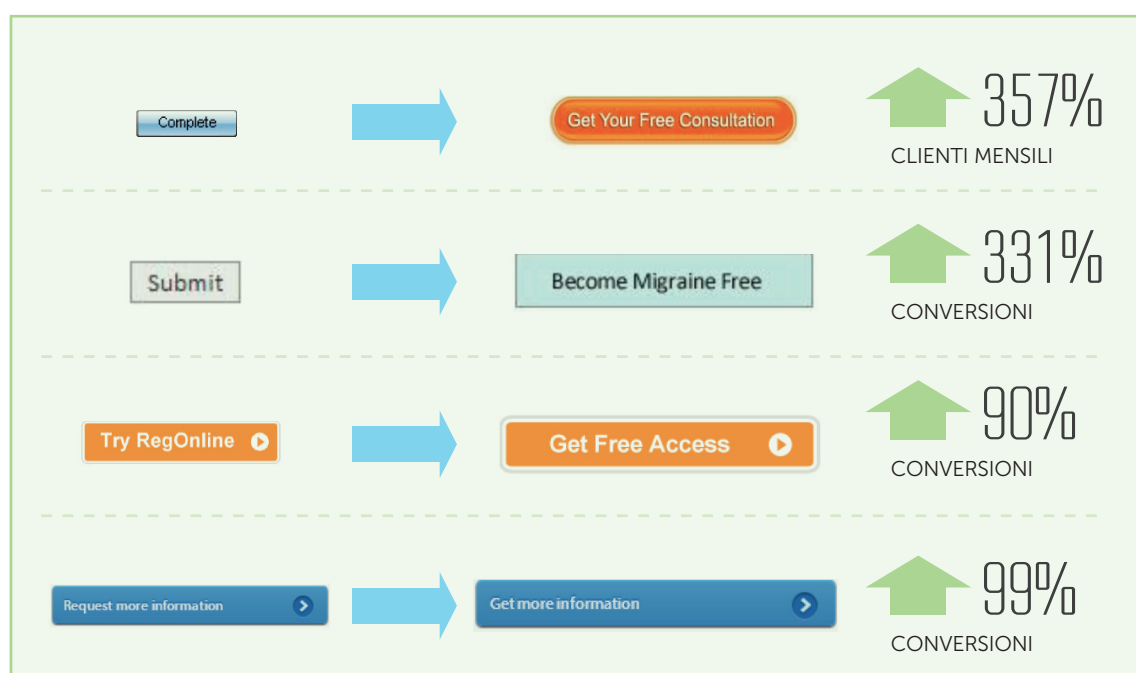 Complete
Get Your Free Consultation
357%
CLIENTI MENSILI
Submit
Become Migraine Free
331%
CONVERSIONI
Try RegOnline
Get Free Access
90%
CONVERSIONI
Request more information
Get more information
99%
CONVERSIONI